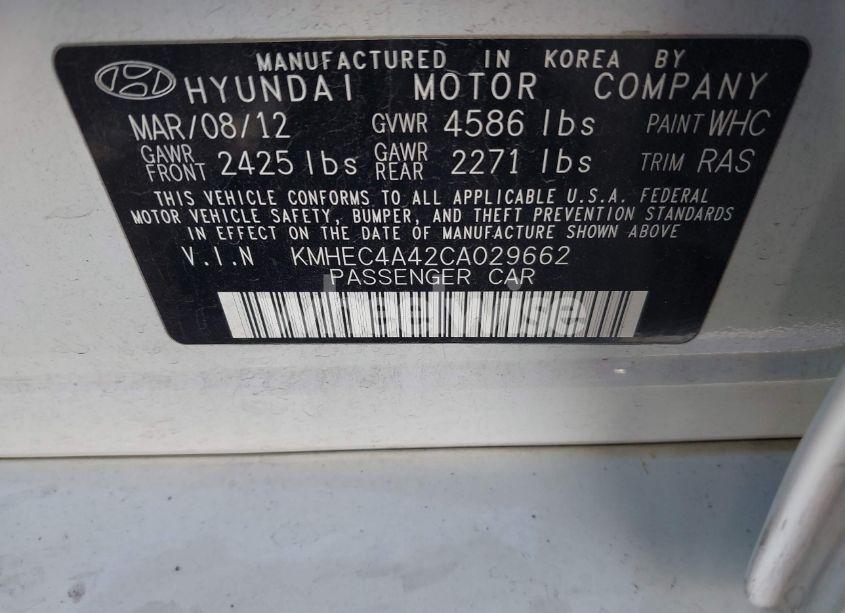 MANUFACTURED IN KOREA BY
HYUNDAI MOTOR COMPANY
MAR/08/12 GVWR 4586 lbs PAINT WHC
GAWR FRONT 2425 lbs GAWR REAR 2271 lbs TRIM RAS
THIS VEHICLE CONFORMS TO ALL APPLICABLE U.S.A. FEDERAL
MOTOR VEHICLE SAFETY, BUMPER, AND THEFT PREVENTION STANDARDS
IN EFFECT ON THE DATE OF MANUFACTURE SHOWN ABOVE
V.I.N KMHEC4A42CA029662
PASSENGER CAR